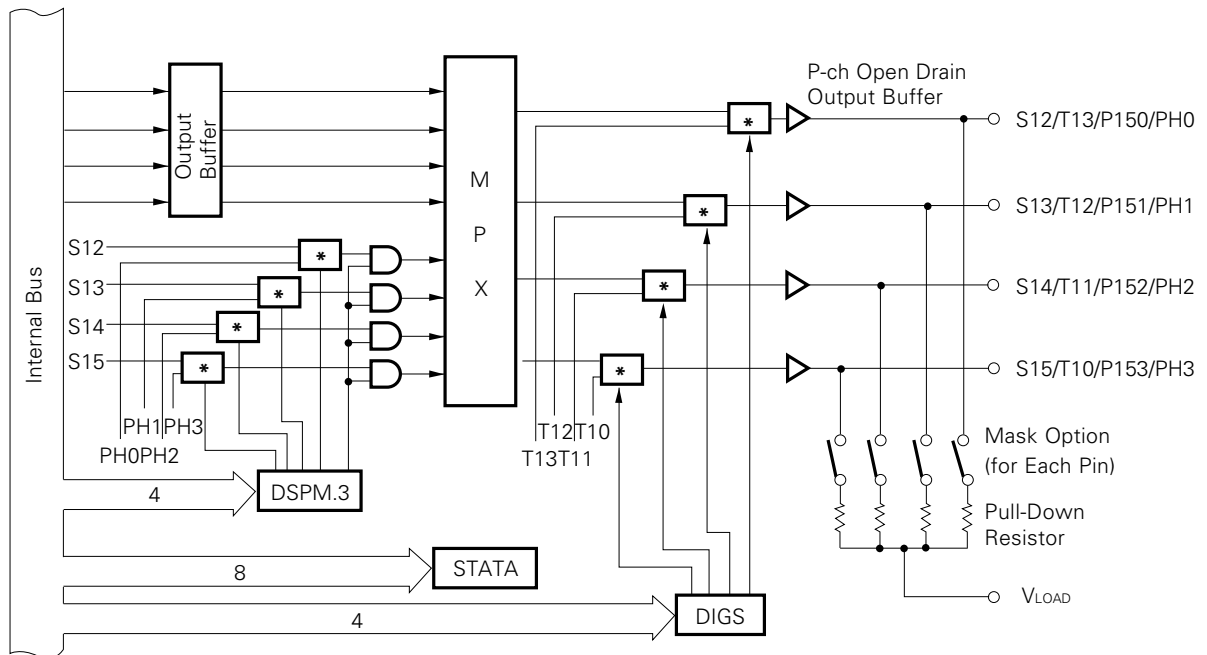 P-ch Open Drain
Output Buffer
S12/T13/P150/PH0
Output
Buffer
*
M
P
X
*
S13/T12/P151/PH1
S12
*
S13
*
*
S14/T11/P152/PH2
S14
*
S15
*
*
S15/T10/P153/PH3
Internal Bus
PH1PH3
PH0PH2
T12T10
T13T11
Mask Option
(for Each Pin)
4
DSPM.3
Pull-Down
Resistor
8
STATA
VLOAD
4
DIGS